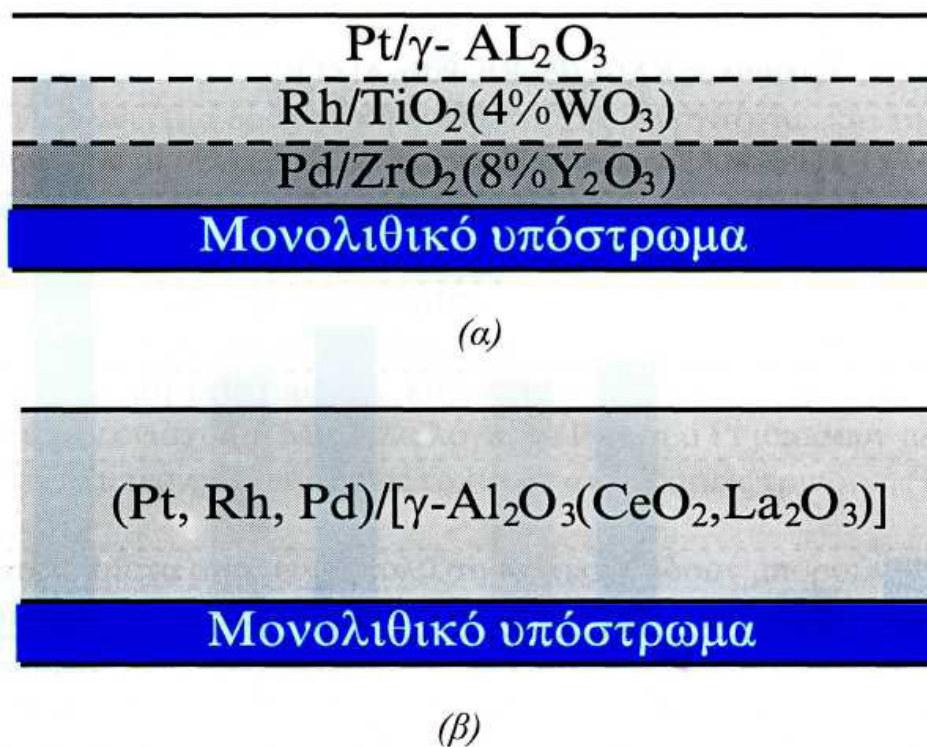 Pt/γ- AL₂O₃
Rh/TiO₂(4%WO₃)
Pd/ZrO₂(8%Y₂O₃)
Μονολιθικό υπόστρωμα
(α)
(Pt, Rh, Pd)/[γ-Al₂O₃(CeO₂,La₂O₃)]
Μονολιθικό υπόστρωμα
(β)